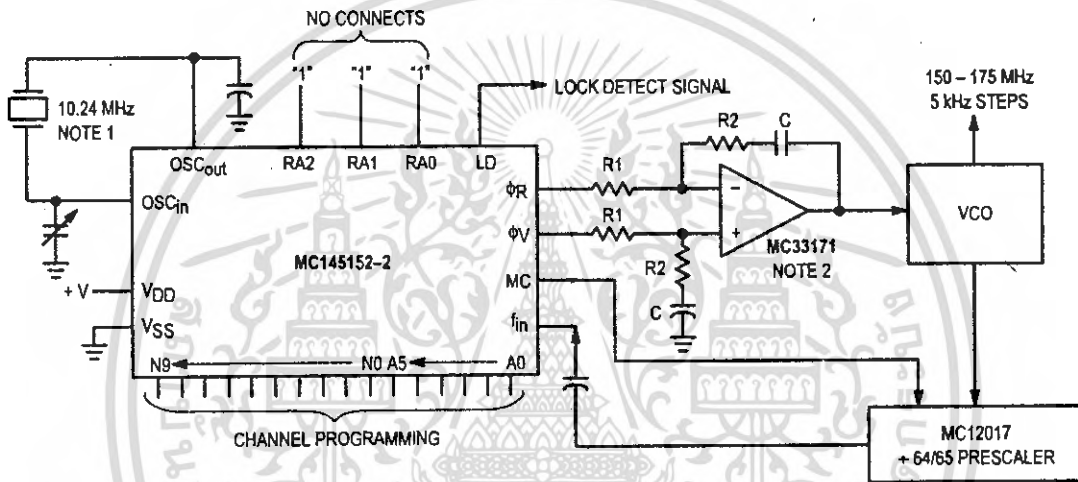 NO CONNECTS
"1" "1" "1"
LOCK DETECT SIGNAL
150 – 175 MHz
5 kHz STEPS
10.24 MHz
NOTE 1
OSCout
RA2
RA1
RA0
LD
OSCin
ϕR
ϕV
MC
fin
MC145152-2
+ V
VDD
VSS
N9
N0 A5
A0
CHANNEL PROGRAMMING
R1
R1
R2
C
R2
C
–
+
MC33171
NOTE 2
VCO
MC12017
+ 64/65 PRESCALER